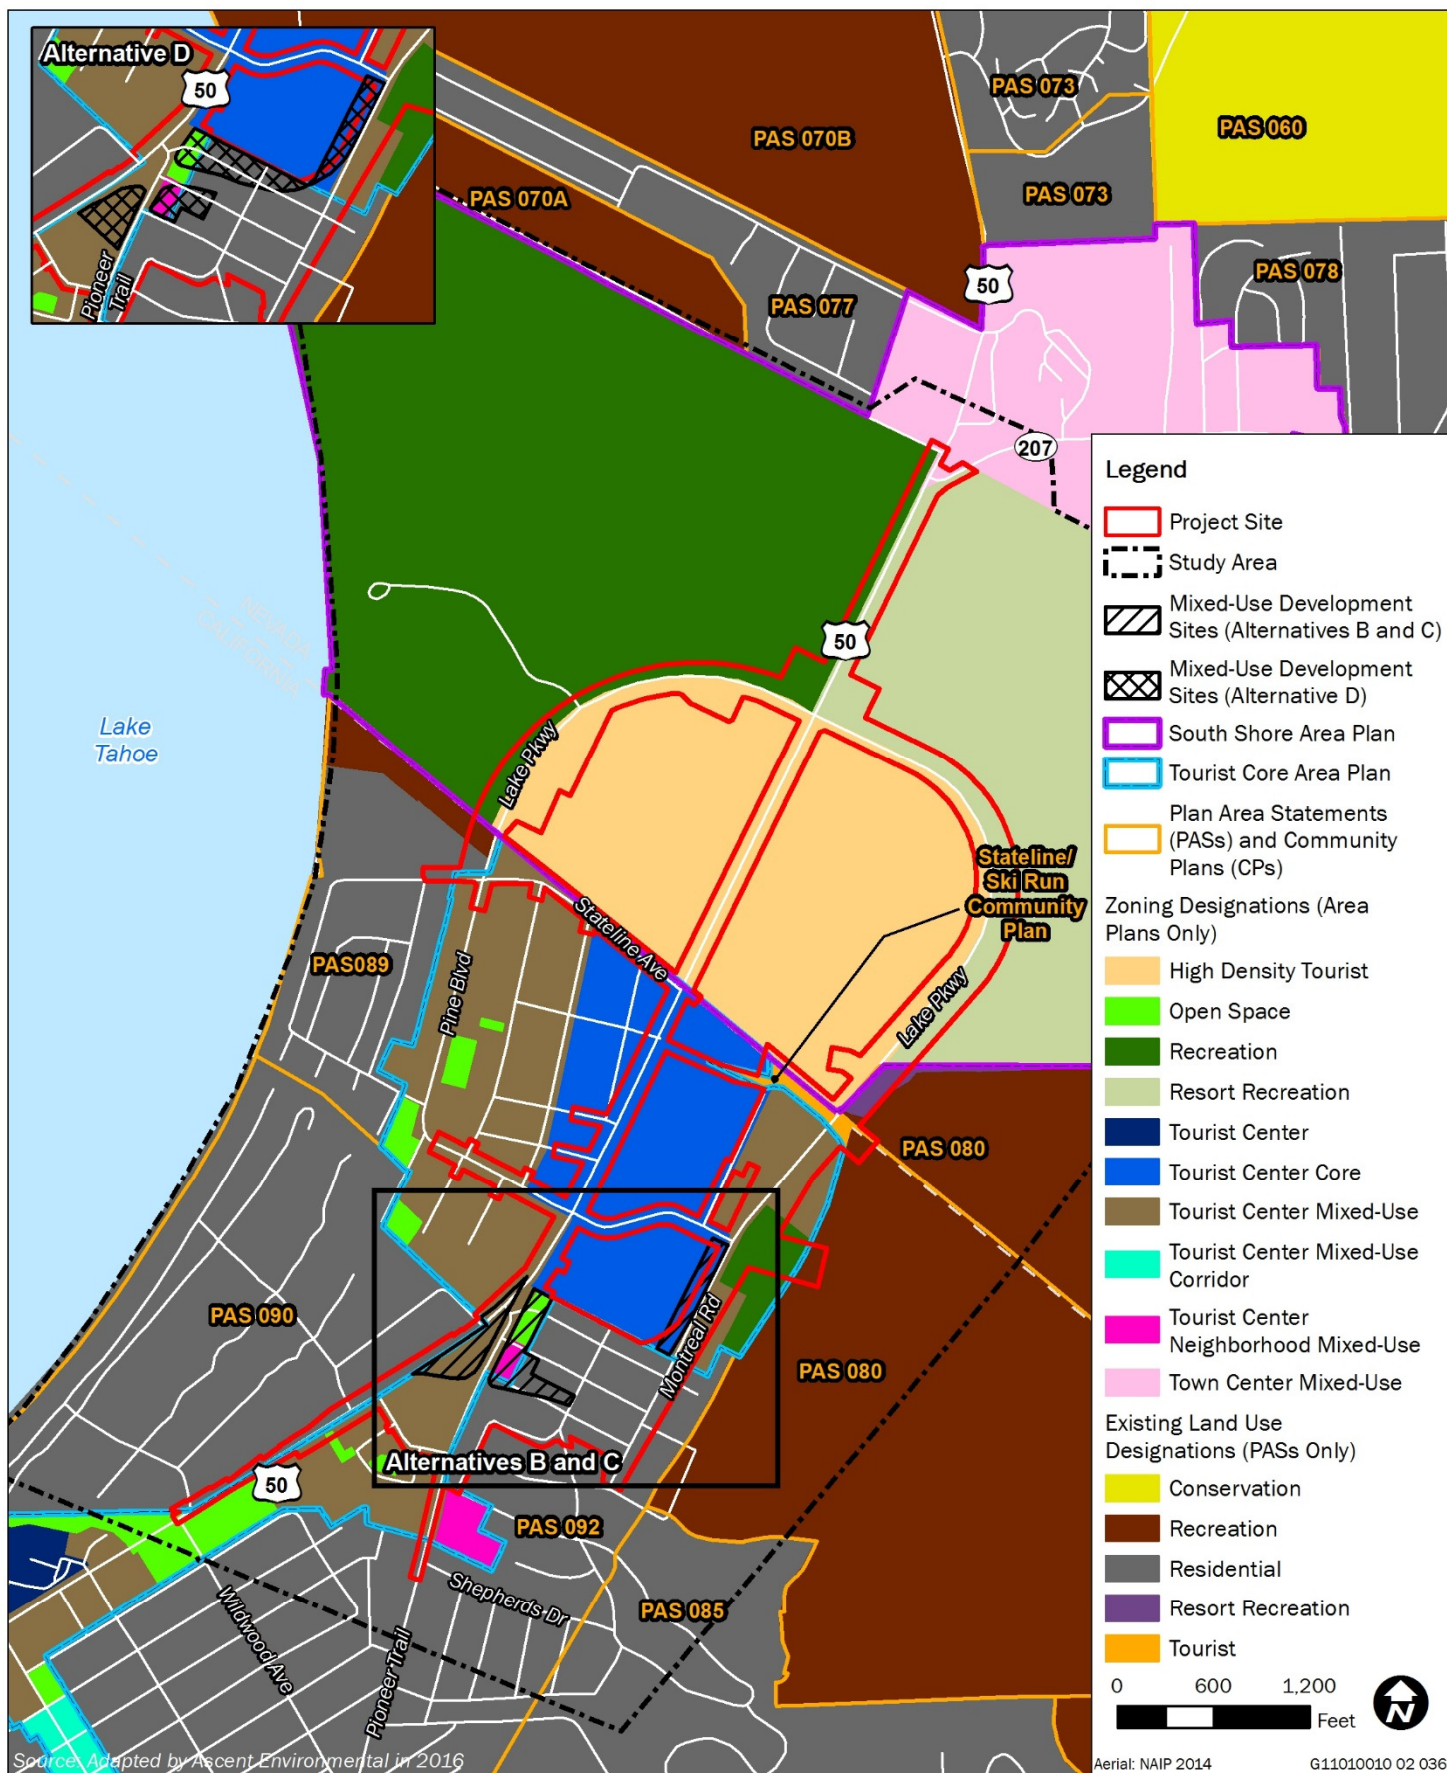 Alternative D
50
Pioneer
Trail
PAS 073
PAS 060
PAS 070B
PAS 073
PAS 070A
PAS 078
50
PAS 077
207
NEVADA
CALIFORNIA
50
Lake
Tahoe
Lake Pkwy
Stateline/
Ski Run
Community
Plan
Stateline Ave
PAS089
Pine Blvd
Lake Pkwy
PAS 080
PAS 090
Montreal Rd
PAS 080
Alternatives B and C
50
PAS 092
Shepherds Dr
PAS 085
Wildwood Ave
Pioneer Trail
Source: Adapted by Ascent Environmental in 2016
Legend
Project Site
Study Area
Mixed-Use Development
Sites (Alternatives B and C)
Mixed-Use Development
Sites (Alternative D)
South Shore Area Plan
Tourist Core Area Plan
Plan Area Statements
(PASs) and Community
Plans (CPs)
Zoning Designations (Area
Plans Only)
High Density Tourist
Open Space
Recreation
Resort Recreation
Tourist Center
Tourist Center Core
Tourist Center Mixed-Use
Tourist Center Mixed-Use
Corridor
Tourist Center
Neighborhood Mixed-Use
Town Center Mixed-Use
Existing Land Use
Designations (PASs Only)
Conservation
Recreation
Residential
Resort Recreation
Tourist
0 600 1,200
Feet
N
Aerial: NAIP 2014 G11010010 02 036